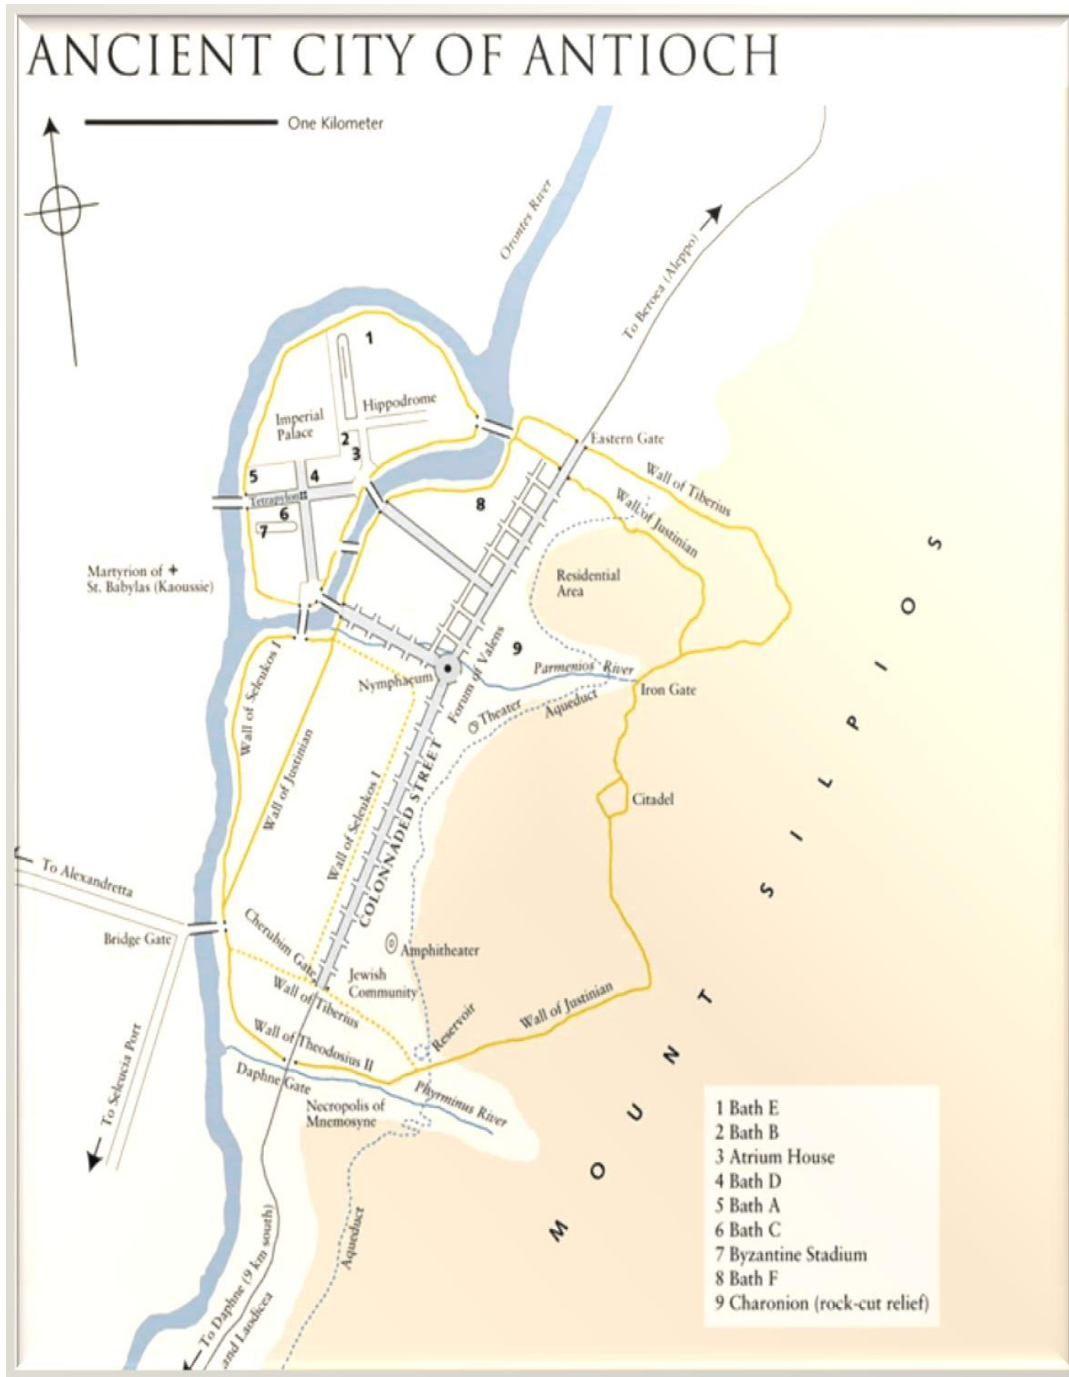 ANCIENT CITY OF ANTIOCH
One Kilometer
Orontes River
To Beroea (Aleppo)
1
Hippodrome
Imperial
Palace
2
3
Eastern Gate
5
4
Tetrapylon
6
7
8
Wall of Tiberius
Wall of Justinian
Martyrion of
St. Babylas (Kaoussie)
Residential
Area
9
Parmenios River
Iron Gate
Nymphaeum
Forum of Valens
Theater
Aqueduct
Wall of Seleukos I
Wall of Justinian
Wall of Seleukos I
COLONNADED STREET
Citadel
To Alexandretta
Bridge Gate
Cherubim Gate
Amphitheater
Jewish
Community
Wall of Tiberius
Wall of Justinian
Reservoir
Wall of Theodosius II
Daphne Gate
To Seleucia Port
Necropolis of
Mnemosyne
Phyrminus River
Aqueduct
To Daphne (9 km south)
and Laodicea
MOUNT SILPIOS
1 Bath E
2 Bath B
3 Atrium House
4 Bath D
5 Bath A
6 Bath C
7 Byzantine Stadium
8 Bath F
9 Charonion (rock-cut relief)